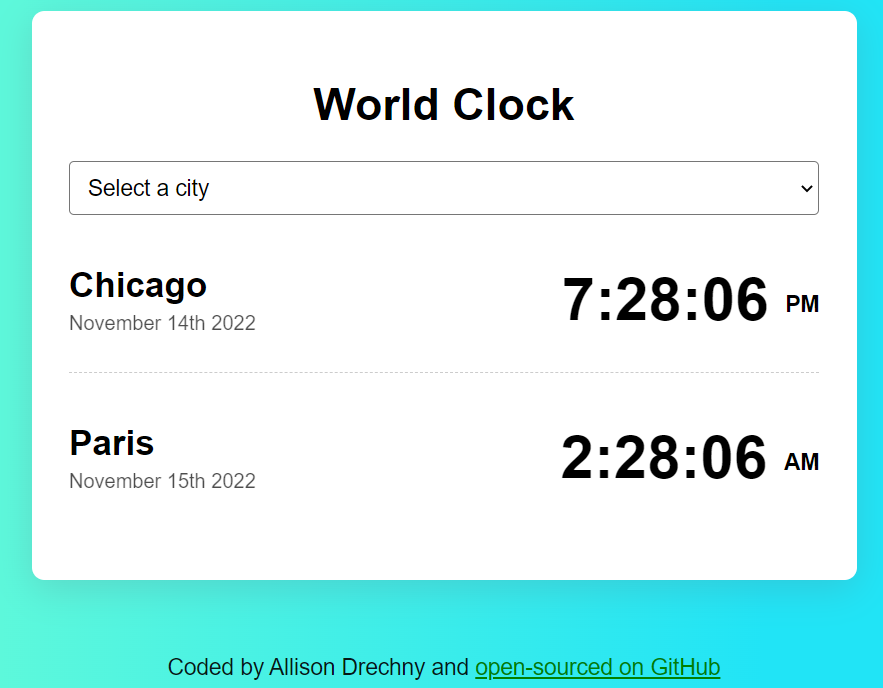 World Clock
Select a city
Chicago
November 14th 2022
7:28:06 PM
Paris
November 15th 2022
2:28:06 AM
Coded by Allison Drechny and open-sourced on GitHub